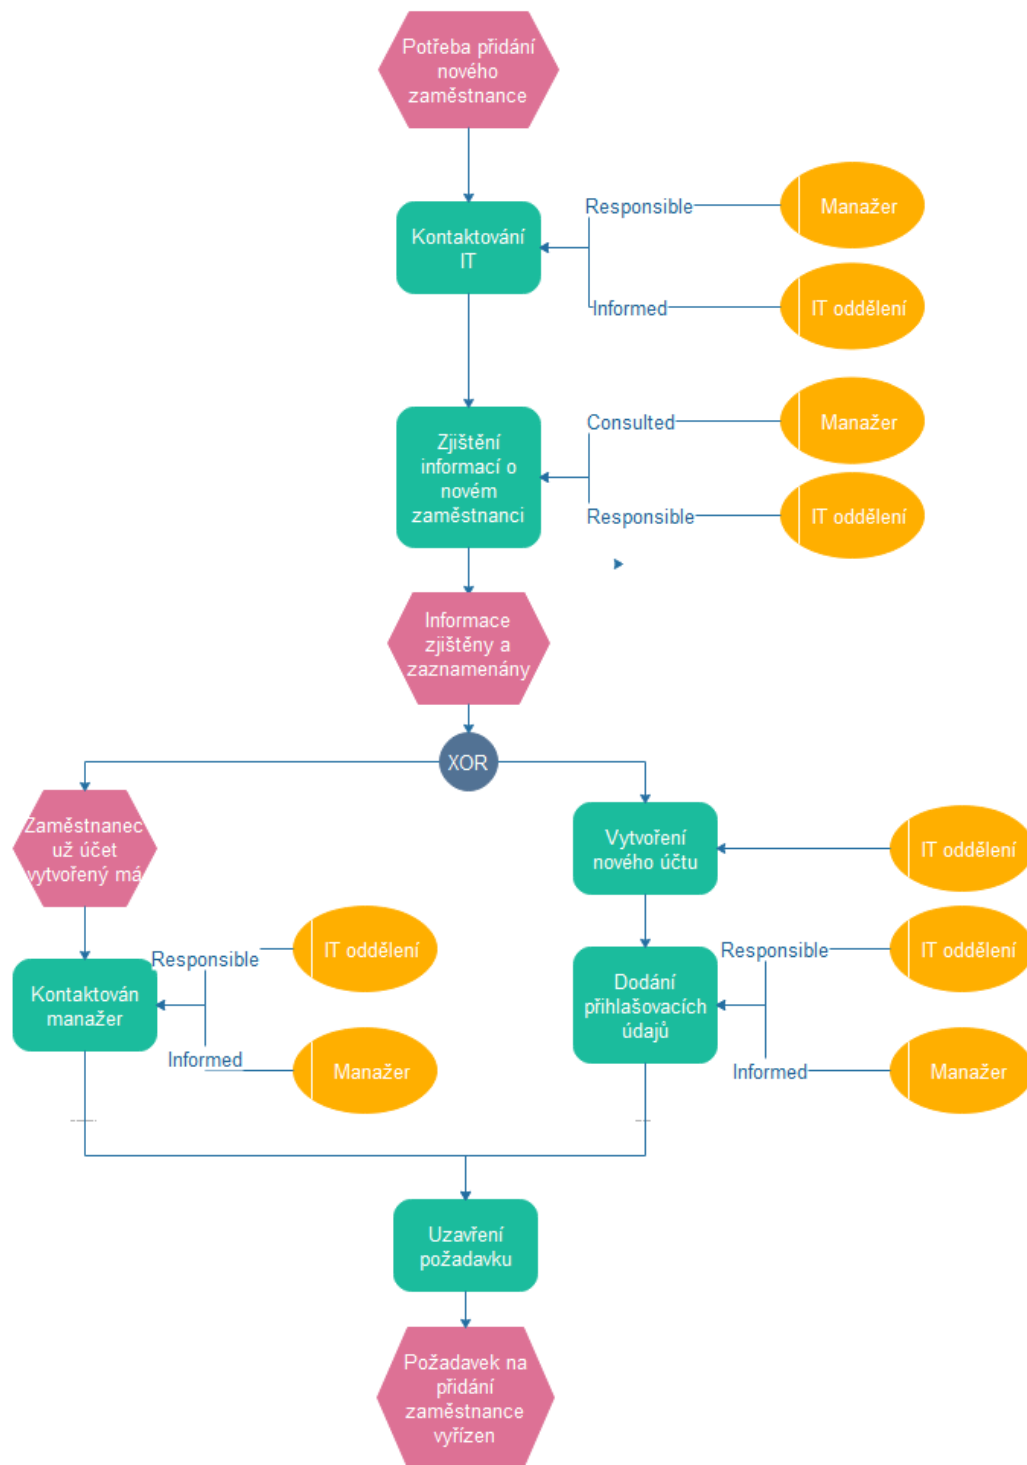 Potřeba přidání
nového
zaměstnance
Responsible
Manažer
Kontaktování
IT
Informed
IT oddělení
Consulted
Manažer
Zjištění
informací o
novém
zaměstnanci
Responsible
IT oddělení
Informace
zjištěny a
zaznamenány
XOR
Zaměstnanec
už účet
vytvořený má
Vytvoření
nového účtu
IT oddělení
Responsible
IT oddělení
Kontaktován
manažer
Informed
Manažer
Responsible
IT oddělení
Dodání
přihlašovacích
údajů
Informed
Manažer
Uzavření
požadavku
Požadavek na
přidání
zaměstnance
vyřízen